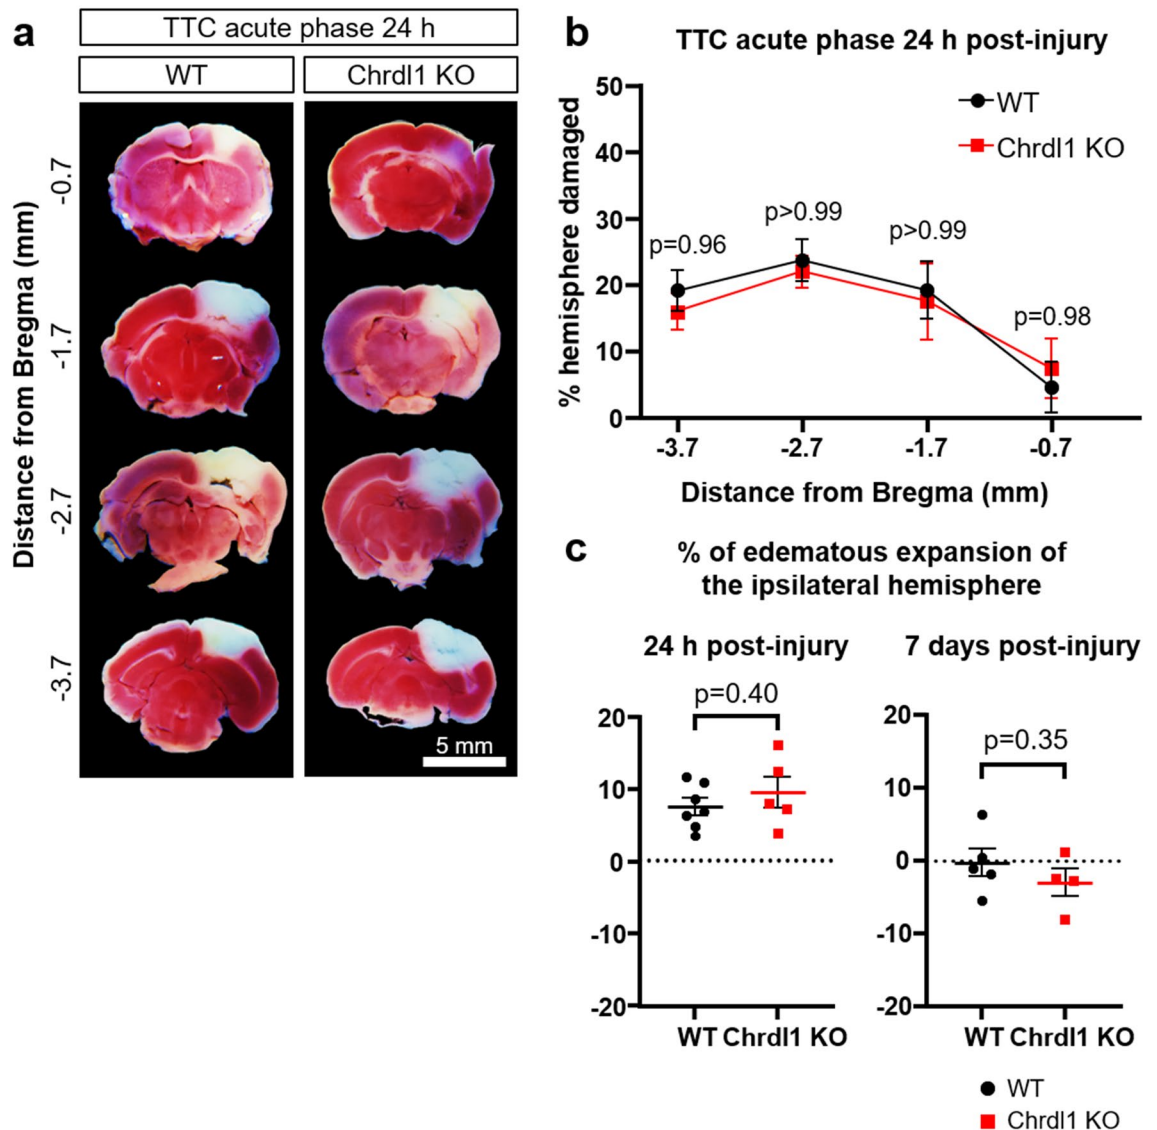 a
TTC acute phase 24 h
WT
Chrdl1 KO
Distance from Bregma (mm)
-0.7
-1.7
-2.7
-3.7
5 mm
b
TTC acute phase 24 h post-injury
% hemisphere damaged
50
40
30
20
10
0
WT
Chrdl1 KO
p=0.96
p>0.99
p>0.99
p=0.98
-3.7
-2.7
-1.7
-0.7
Distance from Bregma (mm)
c
% of edematous expansion of
the ipsilateral hemisphere
24 h post-injury
p=0.40
20
10
0
-10
-20
WT Chrdl1 KO
7 days post-injury
p=0.35
20
10
0
-10
-20
WT Chrdl1 KO
WT
Chrdl1 KO